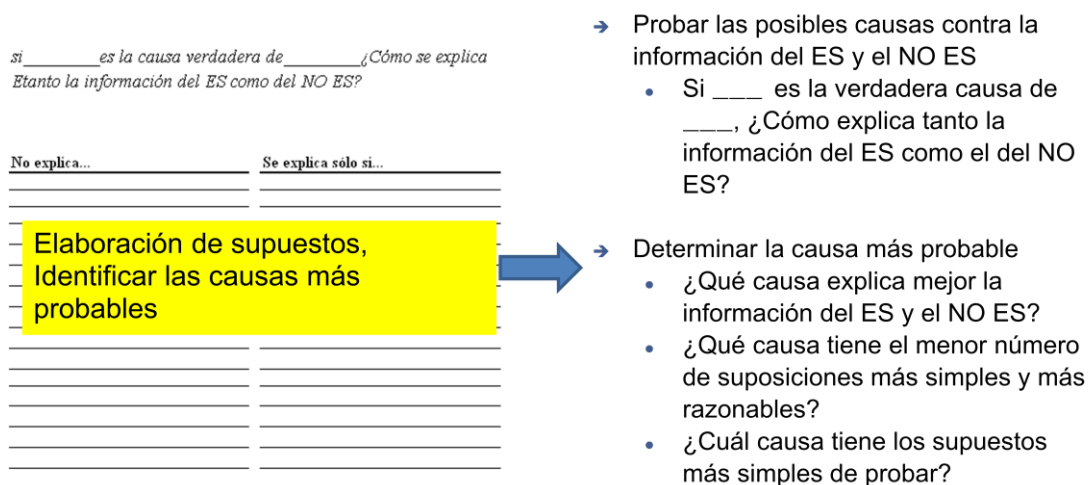 si_________es la causa verdadera de_________¿Cómo se explica
Etanto la información del ES como del NO ES?
No explica...
Se explica sólo si...
Elaboración de supuestos,
Identificar las causas más
probables
➔ Probar las posibles causas contra la
información del ES y el NO ES
• Si ___ es la verdadera causa de
___, ¿Cómo explica tanto la
información del ES como el del NO
ES?
➔ Determinar la causa más probable
• ¿Qué causa explica mejor la
información del ES y el NO ES?
• ¿Qué causa tiene el menor número
de suposiciones más simples y más
razonables?
• ¿Cuál causa tiene los supuestos
más simples de probar?